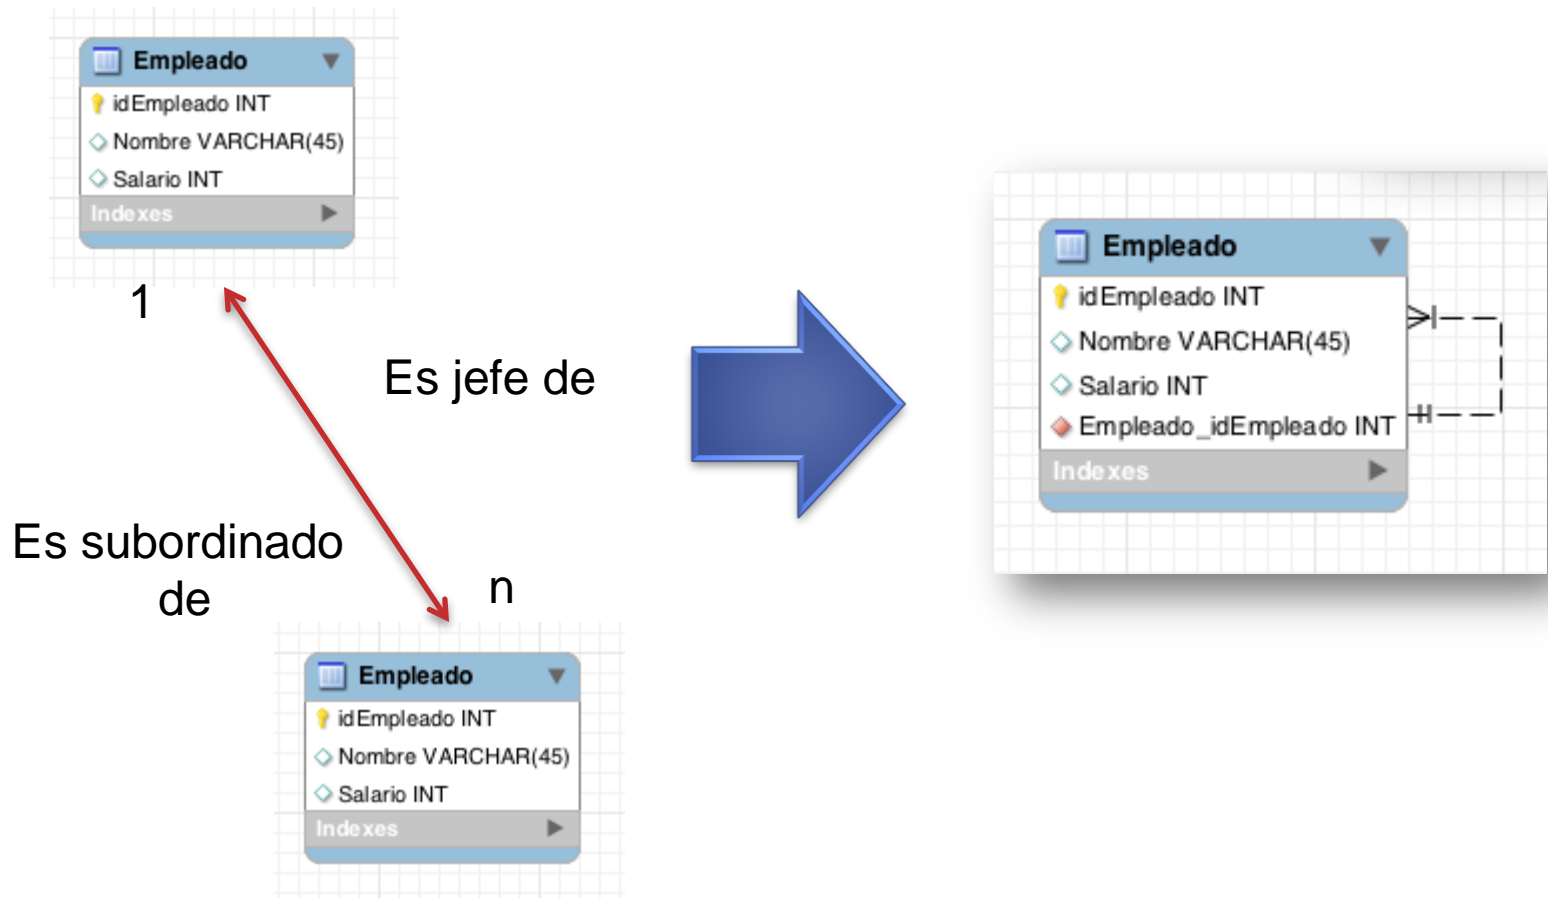 Empleado
idEmpleado INT
Nombre VARCHAR(45)
Salario INT
Indexes
1
Es jefe de
Es subordinado
de
n
Empleado
idEmpleado INT
Nombre VARCHAR(45)
Salario INT
Indexes
Empleado
idEmpleado INT
Nombre VARCHAR(45)
Salario INT
Empleado_idEmpleado INT
Indexes